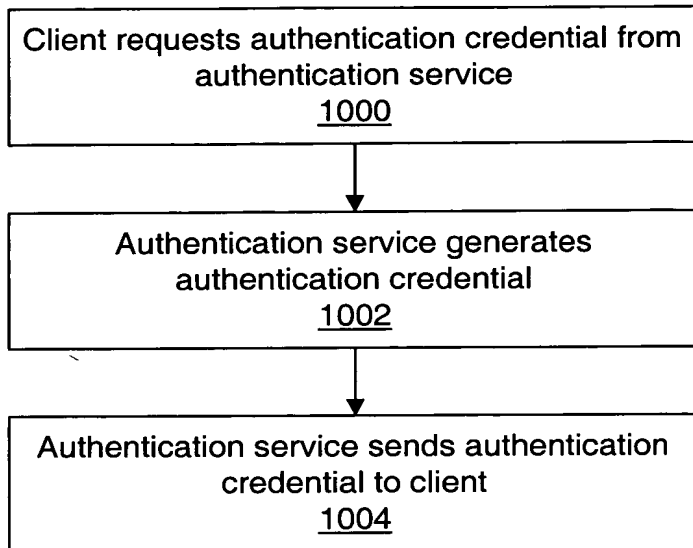 Client requests authentication credential from
authentication service
1000
Authentication service generates
authentication credential
1002
Authentication service sends authentication
credential to client
1004